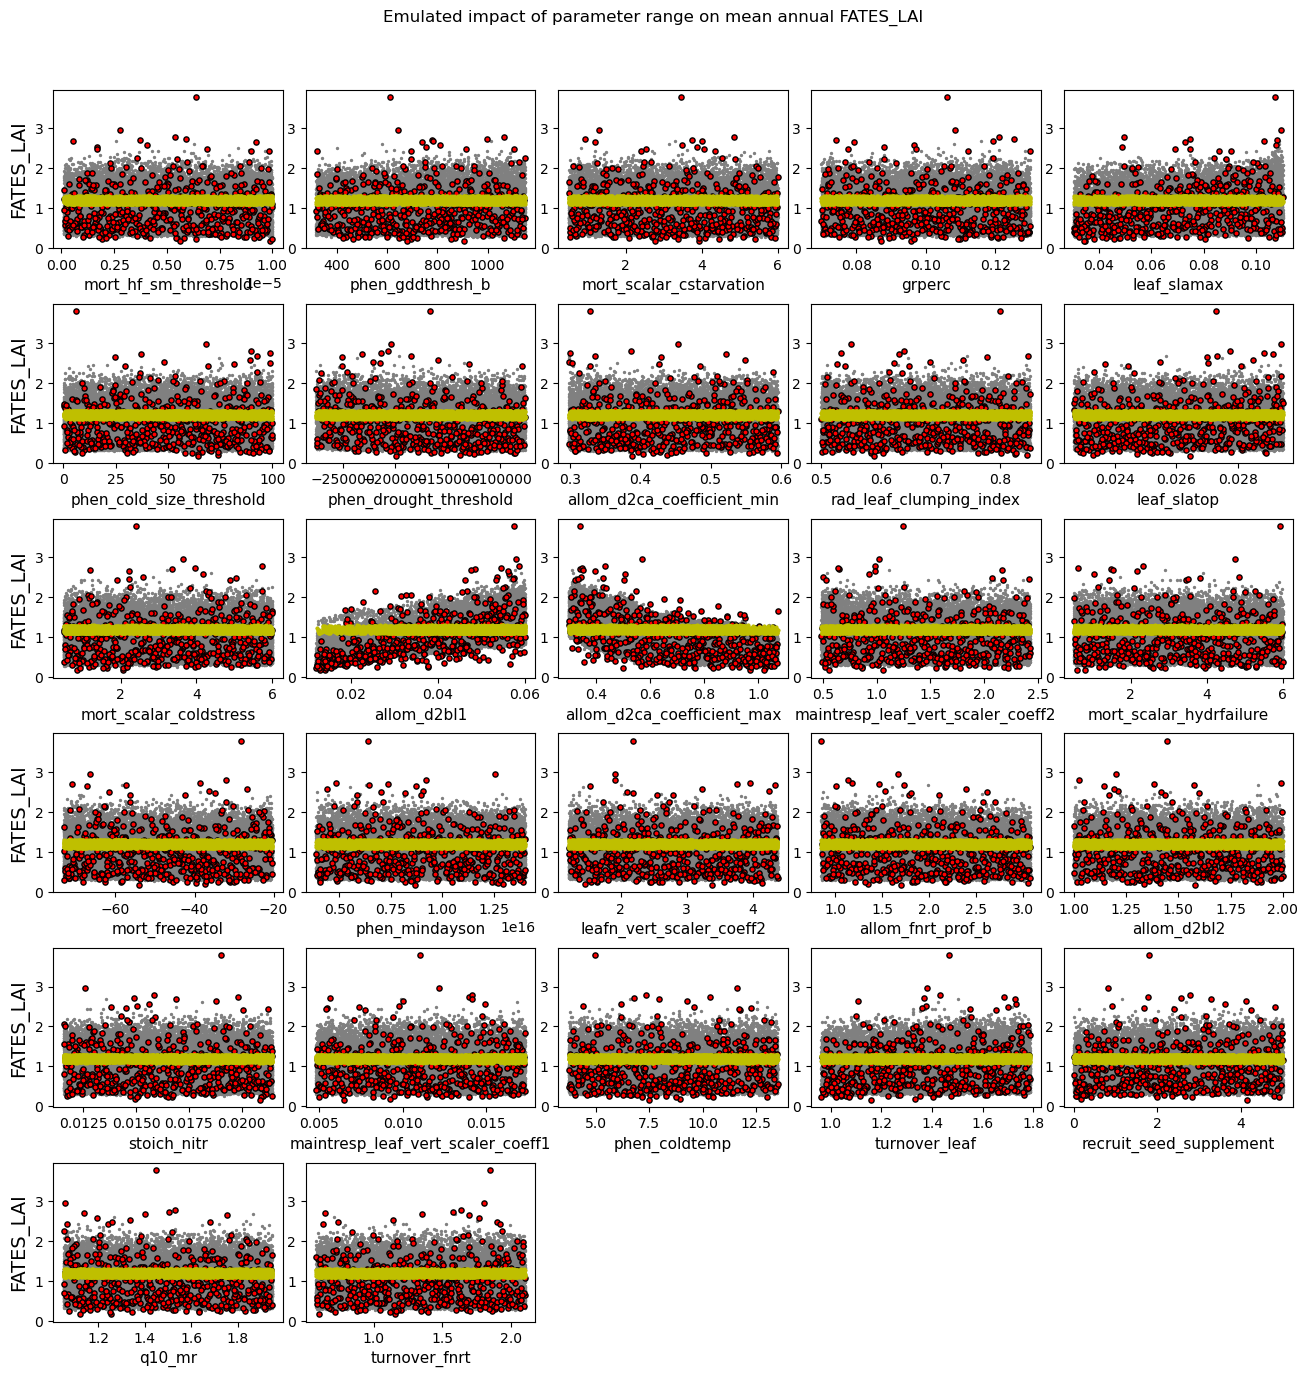 Emulated impact of parameter range on mean annual FATES_LAI
FATES_LAI
3
2
1
0
0.00 0.25 0.50 0.75 1.00
1e−5
mort_hf_sm_threshold
3
2
1
0
400 600 800 1000
phen_gddthresh_b
3
2
1
0
2 4 6
mort_scalar_cstarvation
3
2
1
0
0.08 0.10 0.12
grperc
3
2
1
0
0.04 0.06 0.08 0.10
leaf_slamax
FATES_LAI
3
2
1
0
0 25 50 75 100
phen_cold_size_threshold
3
2
1
0
−250000 −200000 −150000 −100000
phen_drought_threshold
3
2
1
0
0.3 0.4 0.5 0.6
allom_d2ca_coefficient_min
3
2
1
0
0.5 0.6 0.7 0.8
rad_leaf_clumping_index
3
2
1
0
0.024 0.026 0.028
leaf_slatop
FATES_LAI
3
2
1
0
2 4 6
mort_scalar_coldstress
3
2
1
0
0.02 0.04 0.06
allom_d2bl1
3
2
1
0
0.4 0.6 0.8 1.0
allom_d2ca_coefficient_max
3
2
1
0
0.5 1.0 1.5 2.0 2.5
maintresp_leaf_vert_scaler_coeff2
3
2
1
0
2 4 6
mort_scalar_hydrfailure
FATES_LAI
3
2
1
0
−60 −40 −20
mort_freezetol
3
2
1
0
0.50 0.75 1.00 1.25
1e16
phen_mindayson
3
2
1
0
2 3 4
leafn_vert_scaler_coeff2
3
2
1
0
1.0 1.5 2.0 2.5 3.0
allom_fnrt_prof_b
3
2
1
0
1.00 1.25 1.50 1.75 2.00
allom_d2bl2
FATES_LAI
3
2
1
0
0.0125 0.0150 0.0175 0.0200
stoich_nitr
3
2
1
0
0.005 0.010 0.015
maintresp_leaf_vert_scaler_coeff1
3
2
1
0
5.0 7.5 10.0 12.5
phen_coldtemp
3
2
1
0
1.0 1.2 1.4 1.6 1.8
turnover_leaf
3
2
1
0
0 2 4
recruit_seed_supplement
FATES_LAI
3
2
1
0
1.2 1.4 1.6 1.8
q10_mr
3
2
1
0
1.0 1.5 2.0
turnover_fnrt